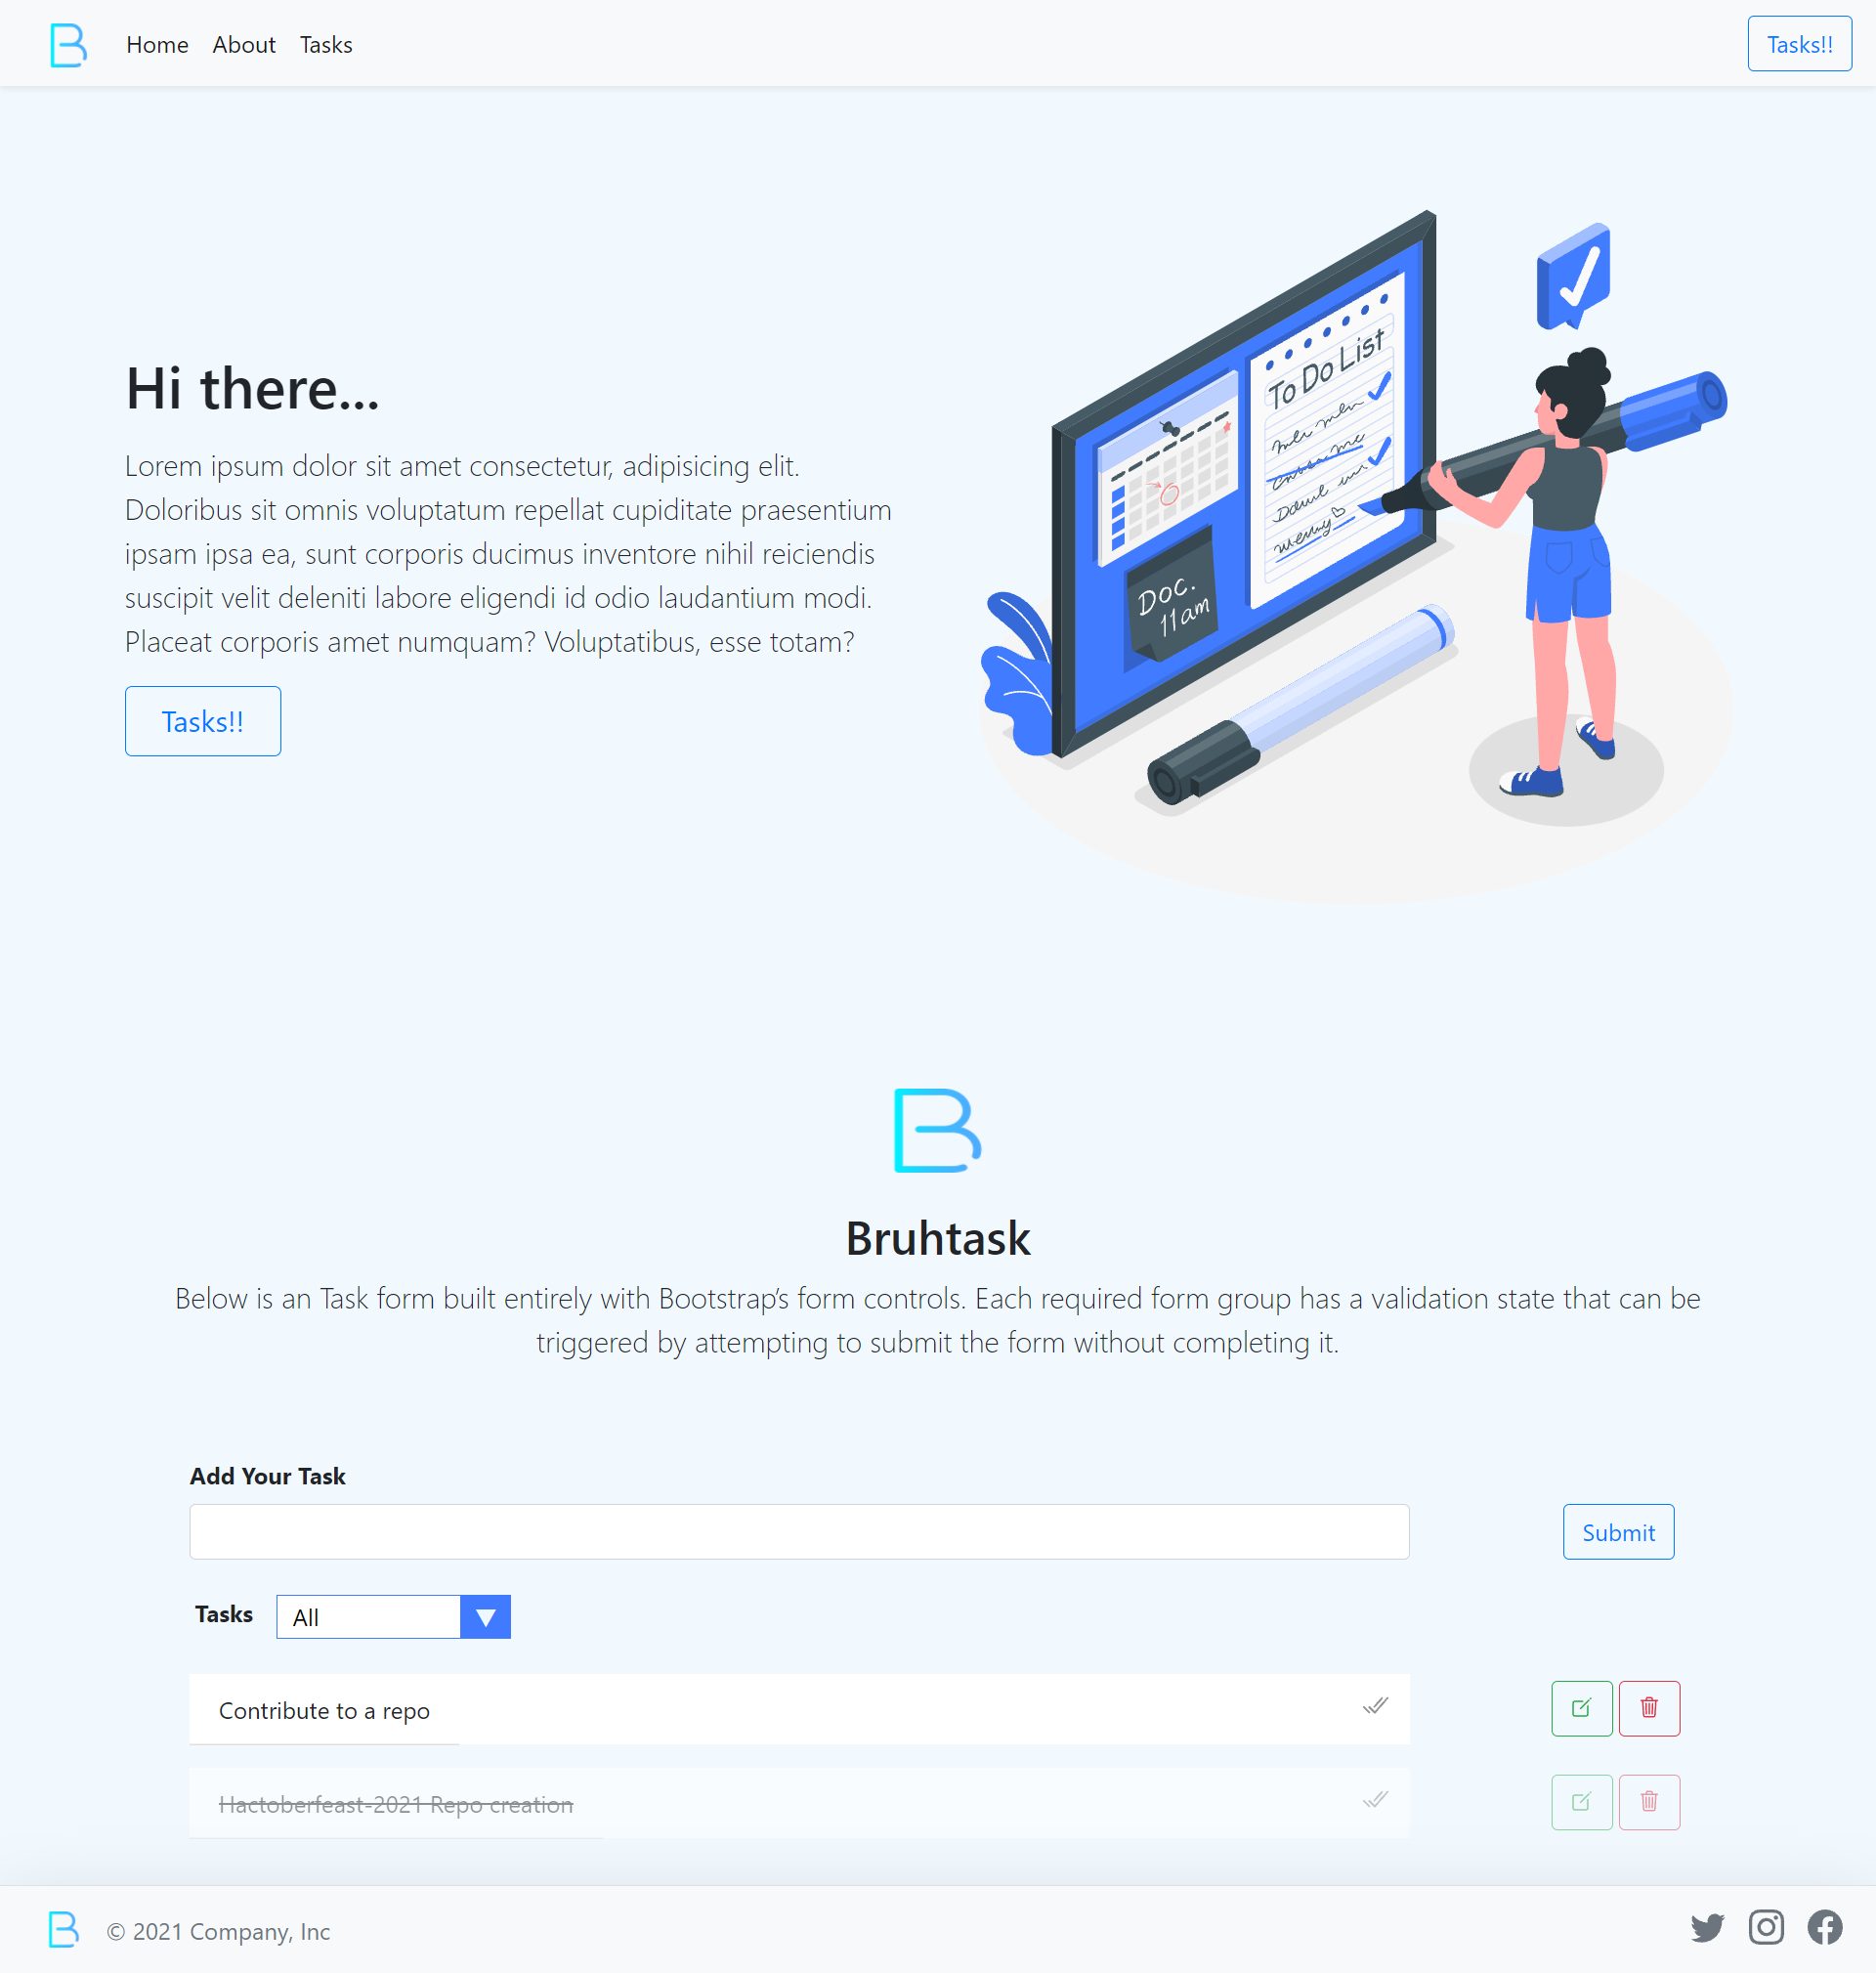 Home About Tasks
Tasks!!
Hi there...
Lorem ipsum dolor sit amet consectetur, adipisicing elit.
Doloribus sit omnis voluptatum repellat cupiditate praesentium
ipsam ipsa ea, sunt corporis ducimus inventore nihil reiciendis
suscipit velit deleniti labore eligendi id odio laudantium modi.
Placeat corporis amet numquam? Voluptatibus, esse totam?
Tasks!!
To Do List
Doc.
11am
Bruhtask
Below is an Task form built entirely with Bootstrap’s form controls. Each required form group has a validation state that can be
triggered by attempting to submit the form without completing it.
Add Your Task
Submit
Tasks All
Contribute to a repo
Hactoberfeast-2021 Repo creation
© 2021 Company, Inc